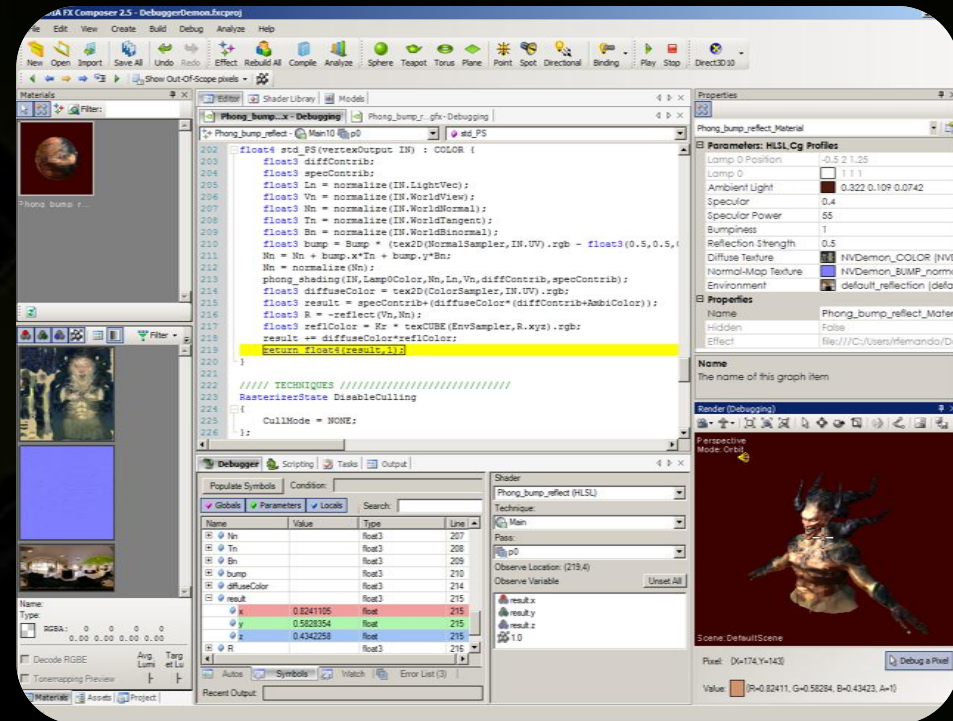 DIA FX Composer 2.5 - DebuggerDemon.fxcproj
File Edit View Create Build Debug Analyze Help
New Open Import Save All Undo Redo Effect Rebuild All Compile Analyze Sphere Teapot Torus Plane Point Spot Directional Binding Play Stop Direct3D10
Show Out-Of-Scope pixels
Materials
Filter:
Phong_bump_r...
Filter
Name:
Type:
RGBA: 0 0 0 0
0.00 0.00 0.00 0.00
Decode RGBE
Avg. Lumi
Targ et Lu
Tonemapping Preview
Materials Assets Project
Editor Shader Library Models
Phong_bump...x - Debugging Phong_bump_r...gfx - Debugging
Phong_bump_reflect - Main10 p0 std_PS
202 float4 std_PS(vertexOutput IN) : COLOR {
203 float3 diffContrib;
204 float3 specContrib;
205 float3 Ln = normalize(IN.LightVec);
206 float3 Vn = normalize(IN.WorldView);
207 float3 Nn = normalize(IN.WorldNormal);
208 float3 Tn = normalize(IN.WorldTangent);
209 float3 Bn = normalize(IN.WorldBinormal);
210 float3 bump = Bump * (tex2D(NormalSampler,IN.UV).rgb - float3(0.5,0.5,
211 Nn = Nn + bump.x*Tn + bump.y*Bn;
212 Nn = normalize(Nn);
213 phong_shading(IN,Lamp0Color,Nn,Ln,Vn,diffContrib,specContrib);
214 float3 diffuseColor = tex2D(ColorSampler,IN.UV).rgb;
215 float3 result = specContrib+(diffuseColor*(diffContrib+AmbiColor));
216 float3 R = -reflect(Vn,Nn);
217 float3 reflColor = Kr * texCUBE(EnvSampler,R.xyz).rgb;
218 result += diffuseColor*reflColor;
219 return float4(result,1);
220 }
221
222 ///// TECHNIQUES //////////////////////////////
223 RasterizerState DisableCulling
224 {
225 CullMode = NONE;
226 };
Debugger Scripting Tasks Output
Populate Symbols Condition:
Globals Parameters Locals Search:
Name Value Type Line
Nn float3 207
Tn float3 208
Bn float3 209
bump float3 210
diffuseColor float3 214
result float3 215
x 0.8241105 float 215
y 0.5828354 float 215
z 0.4342258 float 215
R float3 216
Autos Symbols Watch Error List (3)
Recent Output:
Shader
Phong_bump_reflect (HLSL)
Technique:
Main
Pass:
p0
Observe Location: (219,4)
Observe Variable Unset All
result.x
result.y
result.z
1.0
Properties
Phong_bump_reflect_Material
Parameters: HLSL,Cg Profiles
Lamp 0 Position -0.5 2 1.25
Lamp 0 1 1 1
Ambient Light 0.322 0.109 0.0742
Specular 0.4
Specular Power 55
Bumpiness 1
Reflection Strength 0.5
Diffuse Texture NVDemon_COLOR (NV
Normal-Map Texture NVDemon_BUMP_norm
Environment default_reflection (defa
Properties
Name Phong_bump_reflect_Mater
Hidden False
Effect file:///C:/Users/rfernando/D
Name
The name of this graph item
Render (Debugging)
Perspective
Mode: Orbit
Scene: DefaultScene
Pixel: (X=174,Y=143) Debug a Pixel
Value: (R=0.82411, G=0.58284, B=0.43423, A=1)